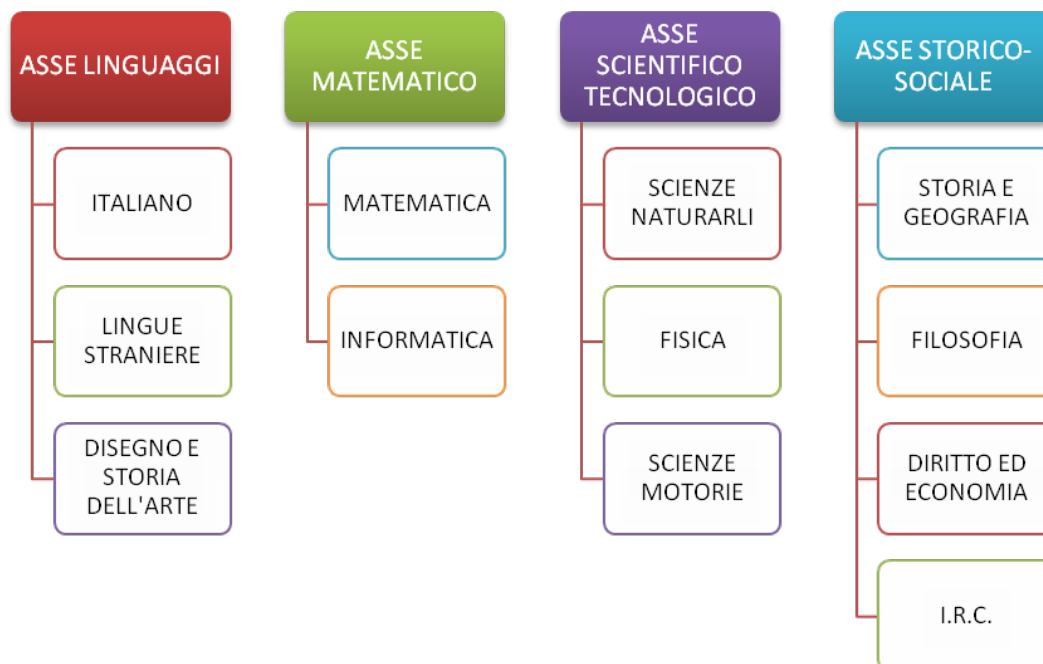 ASSE LINGUAGGI
ITALIANO
LINGUE
STRANIERE
DISEGNO E
STORIA
DELL'ARTE
ASSE
MATEMATICO
MATEMATICA
INFORMATICA
ASSE
SCIENTIFICO
TECNOLOGICO
SCIENZE
NATURARLI
FISICA
SCIENZE
MOTORIE
ASSE STORICO-
SOCIALE
STORIA E
GEOGRAFIA
FILOSOFIA
DIRITTO ED
ECONOMIA
I.R.C.